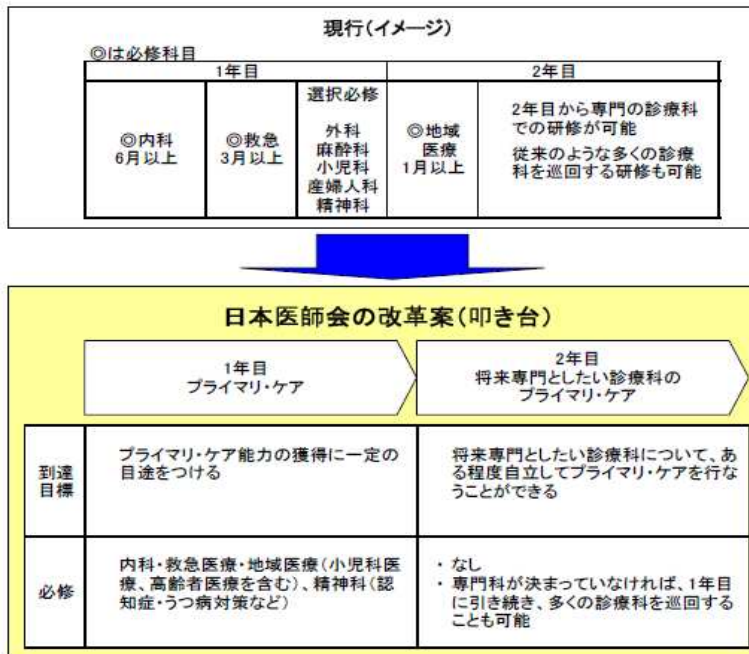 現行(イメージ)
◎は必修科目
1年目
2年目
◎内科
6月以上
◎救急
3月以上
選択必修
外科
麻酔科
小児科
産婦人科
精神科
◎地域
医療
1月以上
2年目から専門の診療科
での研修が可能
従来のような多くの診療
科を巡回する研修も可能
日本医師会の改革案(叩き台)
1年目
プライマリ・ケア
2年目
将来専門としたい診療科の
プライマリ・ケア
到達
目標
プライマリ・ケア能力の獲得に一定の
目途をつける
将来専門としたい診療科について、あ
る程度自立してプライマリ・ケアを行な
うことができる
必修
内科・救急医療・地域医療(小児科医
療、高齢者医療を含む)、精神科(認
知症・うつ病対策など)
・ なし
・ 専門科が決まっていなければ、1年目
に引き続き、多くの診療科を巡回する
ことも可能